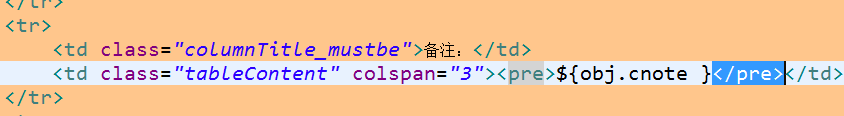 </tr>
<tr>
<td class="columnTitle_mustbe">备注：</td>
<td class="tableContent" colspan="3"><pre>${obj.cnote }</pre></td>
</tr>